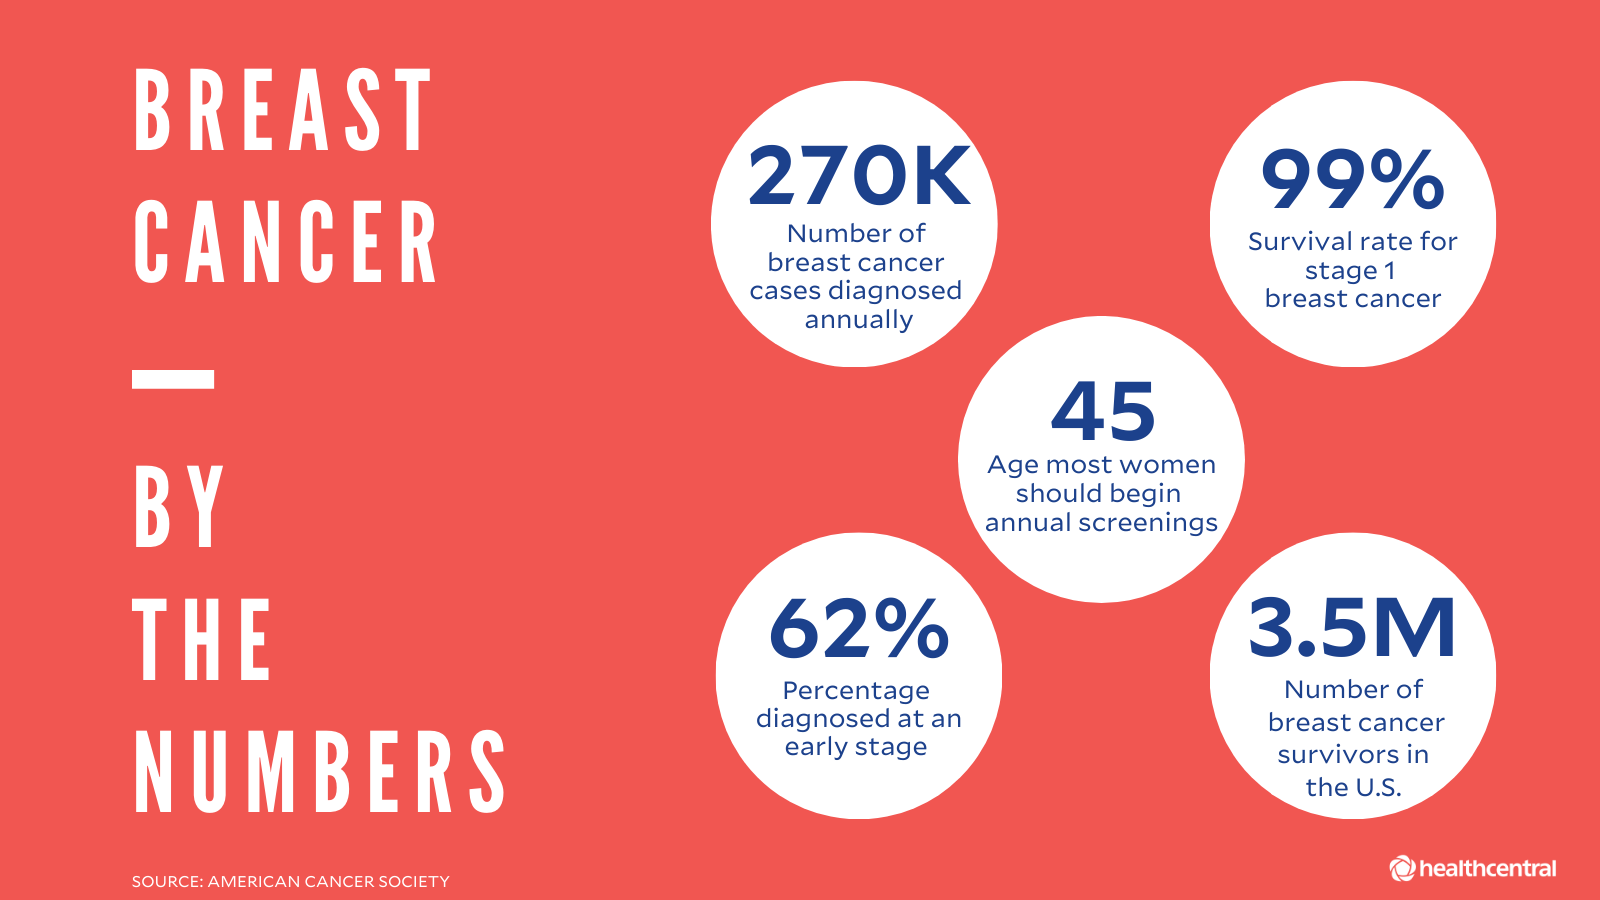 BREAST
CANCER
BY
THE
NUMBERS
SOURCE: AMERICAN CANCER SOCIETY
270K
Number of
breast cancer
cases diagnosed
annually
99%
Survival rate for
stage 1
breast cancer
45
Age most women
should begin
annual screenings
62%
Percentage
diagnosed at an
early stage
3.5M
Number of
breast cancer
survivors in
the U.S.
healthcentral